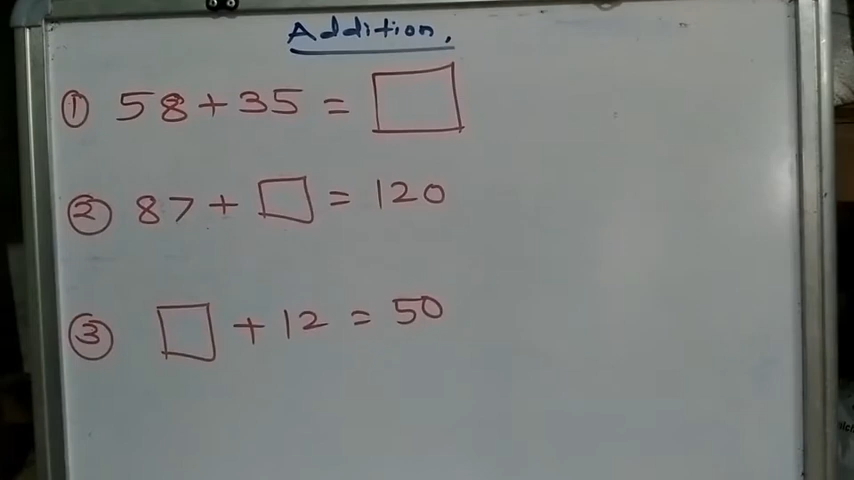 Addition.
① 58 + 35 = □
② 87 + □ = 120
③ □ + 12 = 50